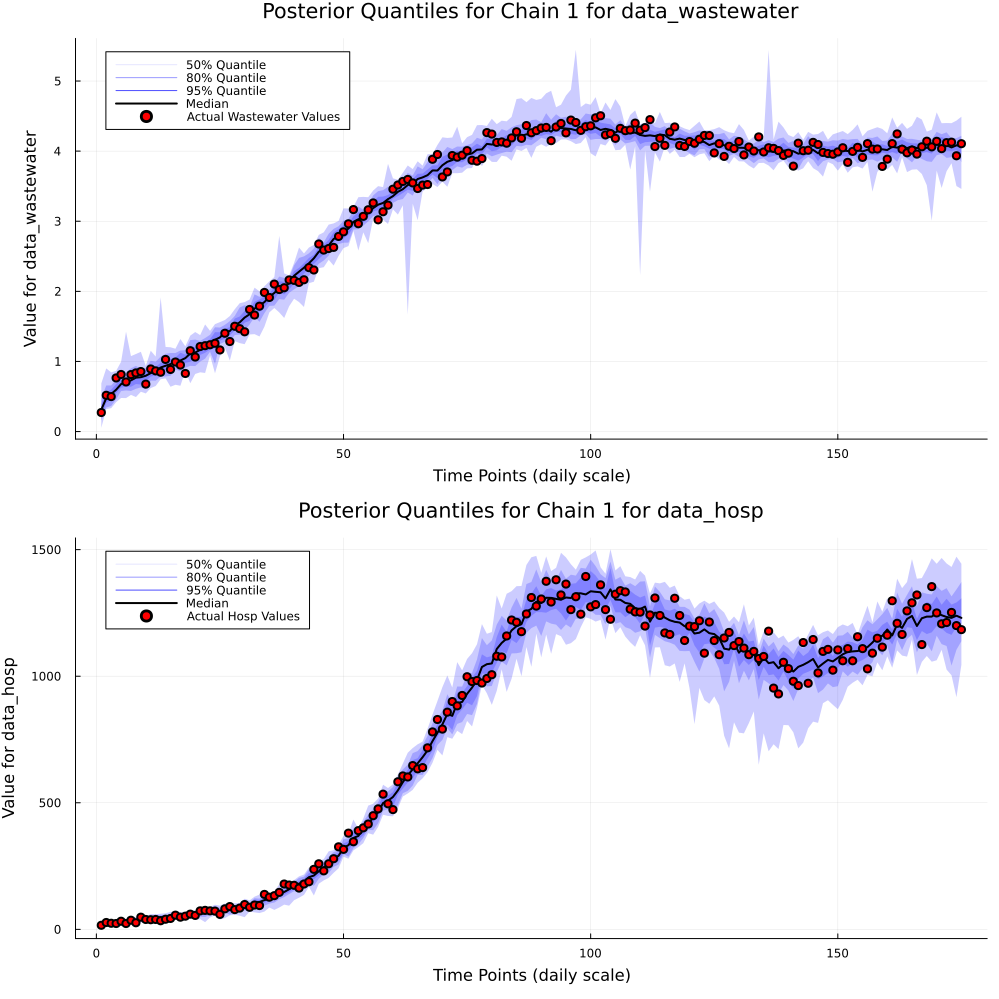 Posterior Quantiles for Chain 1 for data_wastewater
50% Quantile
80% Quantile
95% Quantile
Median
Actual Wastewater Values
Value for data_wastewater
5
4
3
2
1
0
0 50 100 150
Time Points (daily scale)
Posterior Quantiles for Chain 1 for data_hosp
50% Quantile
80% Quantile
95% Quantile
Median
Actual Hosp Values
Value for data_hosp
1500
1000
500
0
0 50 100 150
Time Points (daily scale)